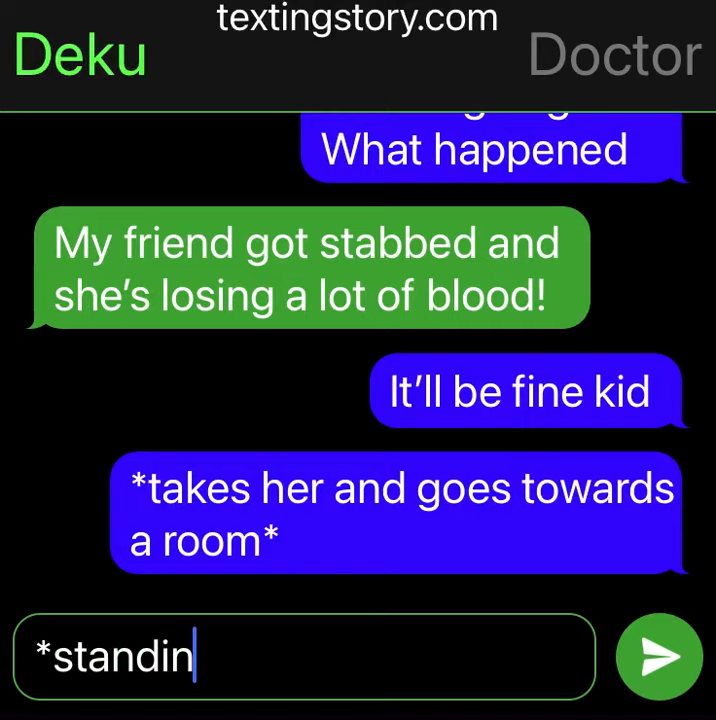 textingstory.com
Deku
Doctor
What happened
My friend got stabbed and
she's losing a lot of blood!
It'll be fine kid
*takes her and goes towards
a room*
*standin